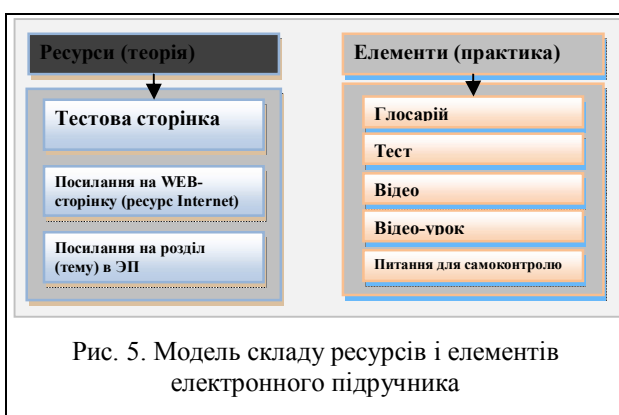 Ресурси (теорія)
Тестова сторінка
Посилання на WEB-
сторінку (ресурс Internet)
Посилання на розділ
(тему) в ЭП
Елементи (практика)
Глосарій
Тест
Відео
Відео-урок
Питання для самоконтролю
Рис. 5. Модель складу ресурсів і елементів
електронного підручника